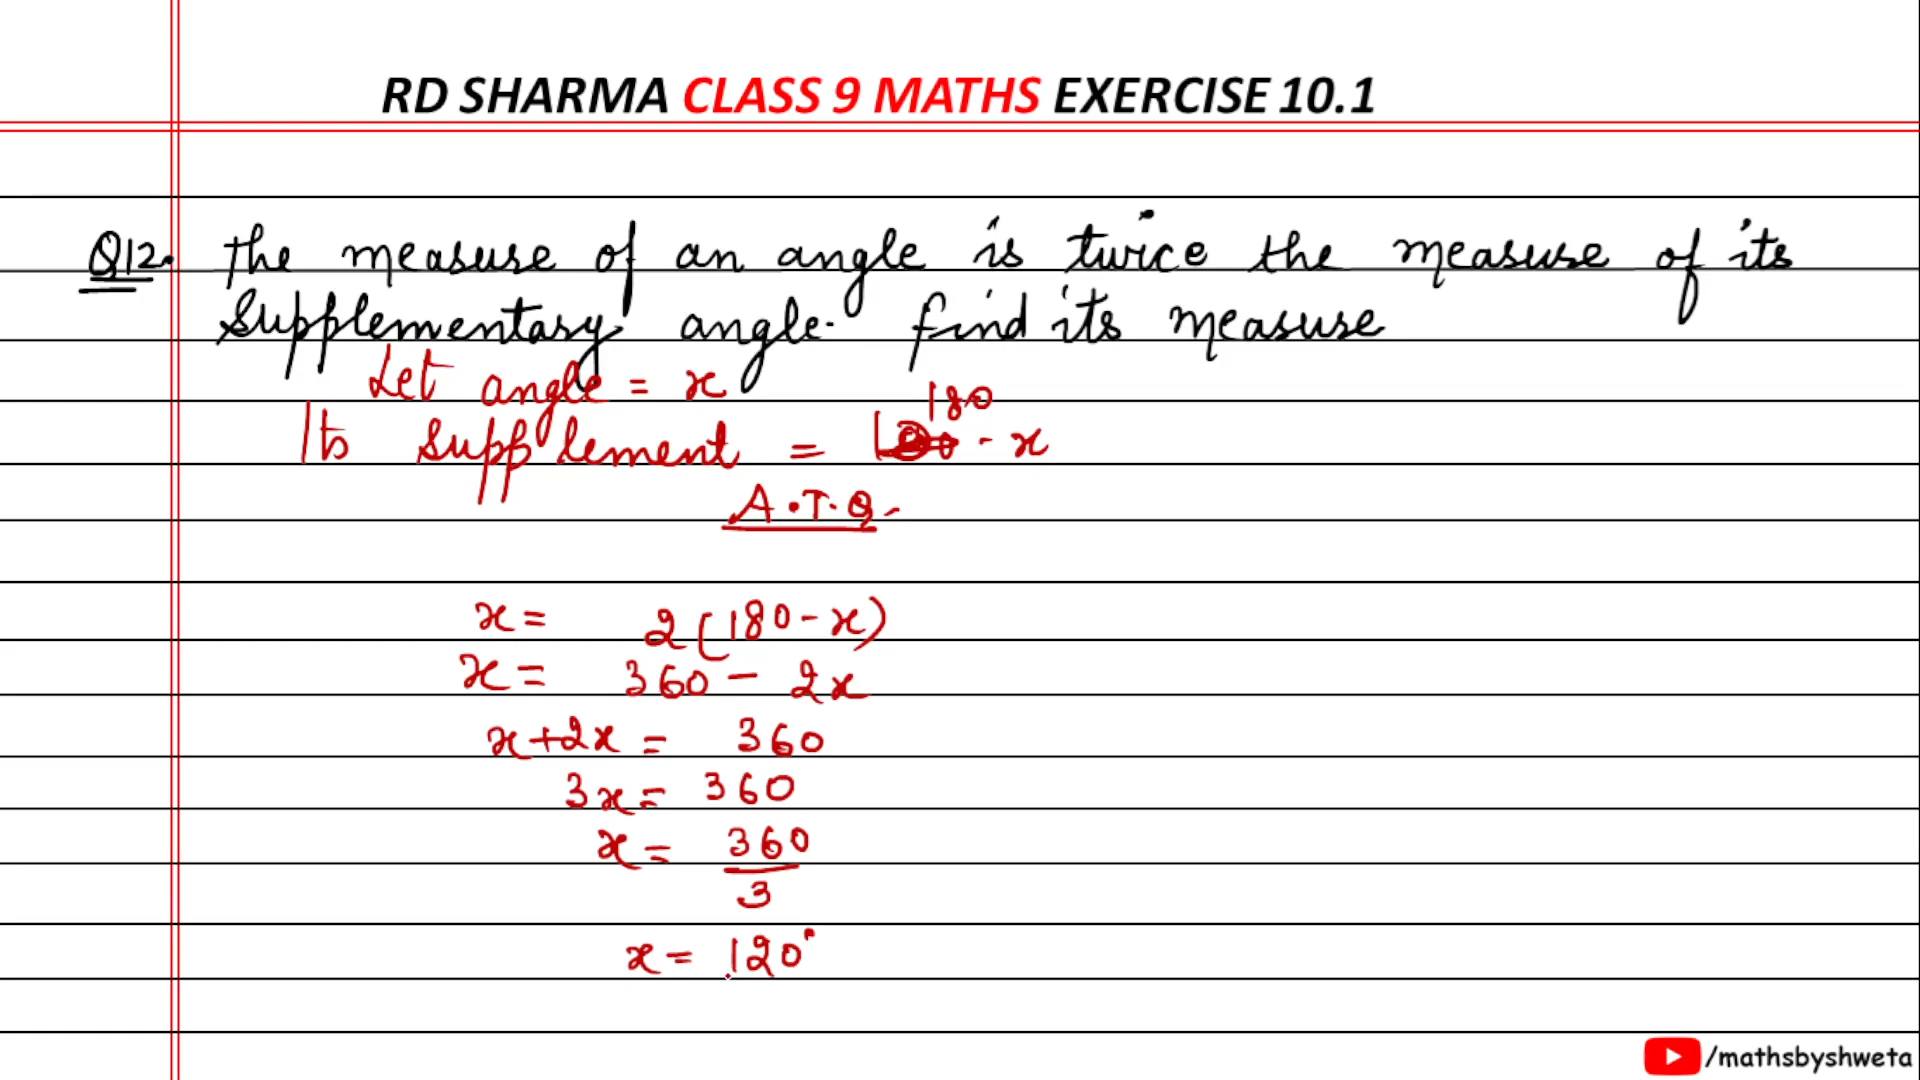 RD SHARMA CLASS 9 MATHS EXERCISE 10.1
Q12. The measure of an angle is twice the measure of its
supplementary angle. find its measure
Let angle = x
180
Its supplement = - x
A.T.Q.
x = 2(180-x)
x = 360 - 2x
x+2x = 360
3x = 360
x = 360
3
x = 120°
/mathsbyshweta